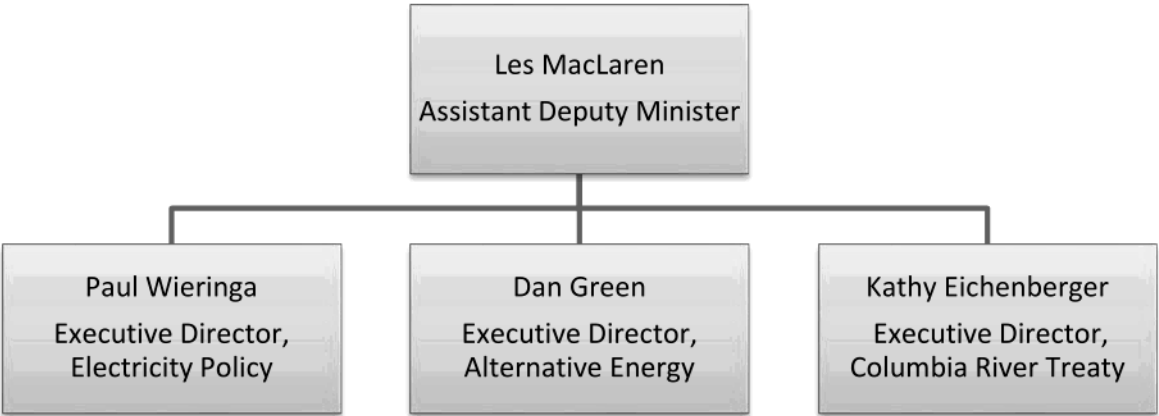 Les MacLaren
Assistant Deputy Minister
Paul Wieringa
Executive Director,
Electricity Policy
Dan Green
Executive Director,
Alternative Energy
Kathy Eichenberger
Executive Director,
Columbia River Treaty